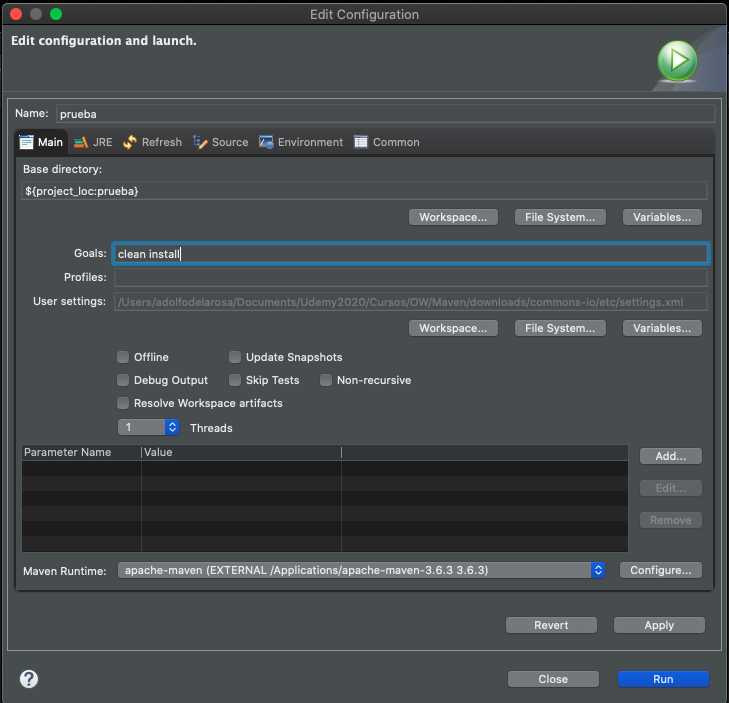 Edit Configuration
Edit configuration and launch.
Name: prueba
Main JRE Refresh Source Environment Common
Base directory:
${project_loc:prueba}
Workspace... File System... Variables...
Goals: clean install
Profiles:
User settings: /Users/adolfodelarosa/Documents/Udemy2020/Cursos/OW/Maven/downloads/commons-io/etc/settings.xml
Workspace... File System... Variables...
Offline Update Snapshots
Debug Output Skip Tests Non-recursive
Resolve Workspace artifacts
1 Threads
Parameter Name Value
Add...
Edit...
Remove
Maven Runtime: apache-maven (EXTERNAL /Applications/apache-maven-3.6.3 3.6.3) Configure...
Revert Apply
? Close Run